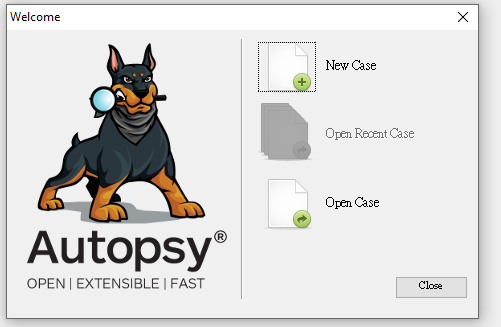 Welcome
New Case
Open Recent Case
Open Case
Autopsy®
OPEN | EXTENSIBLE | FAST
Close